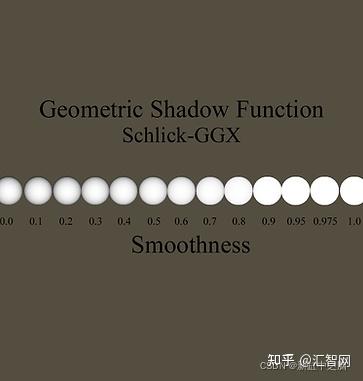 Geometric Shadow Function
Schlick-GGX
0.0 0.1 0.2 0.3 0.4 0.5 0.6 0.7 0.8 0.9 0.95 0.975 1.0
Smoothness
知乎 @汇智网
CSDN